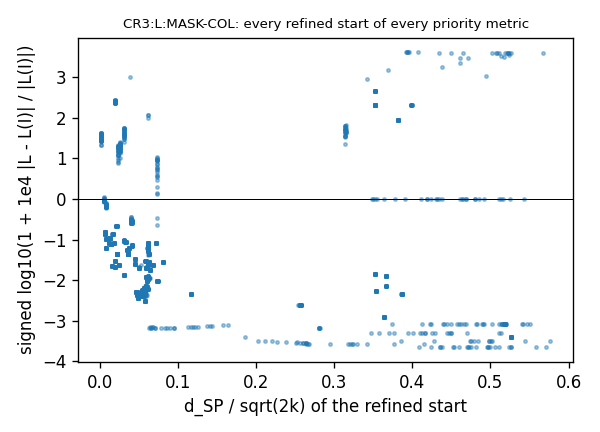 CR3:L:MASK-COL: every refined start of every priority metric
signed log10(1 + 1e4 |L - L(I)| / |L(I)|)
3
2
1
0
−1
−2
−3
−4
0.0 0.1 0.2 0.3 0.4 0.5 0.6
d_SP / sqrt(2k) of the refined start